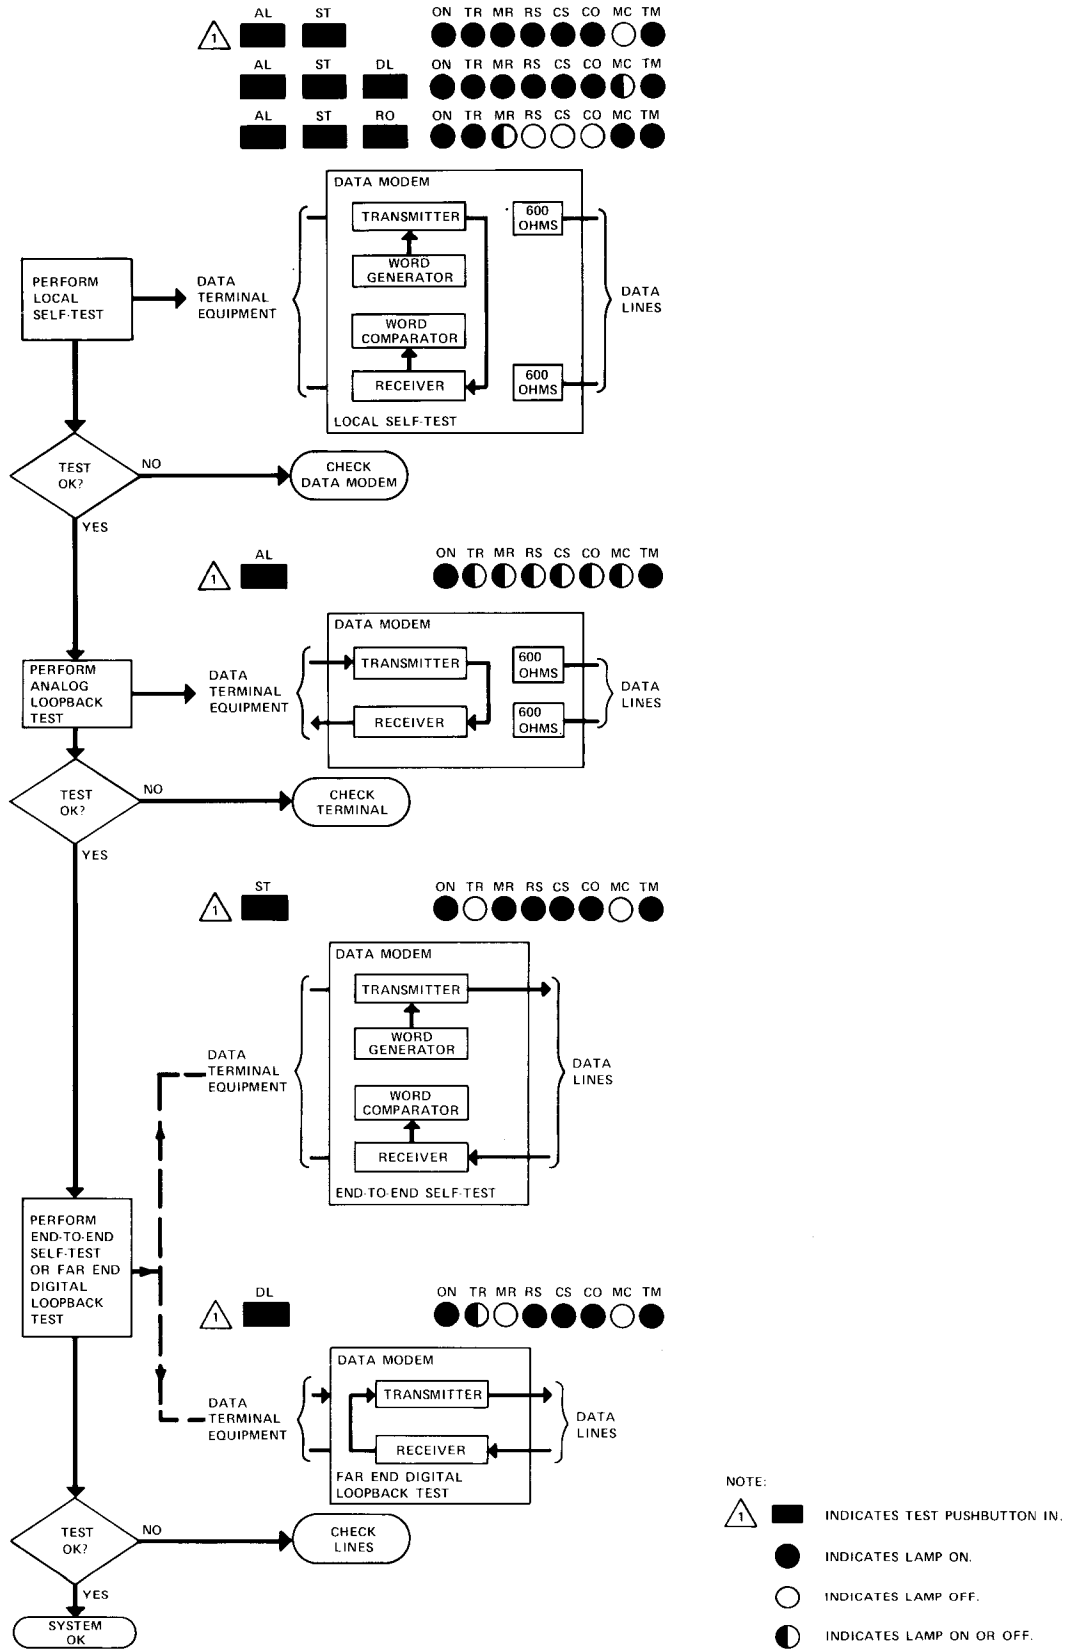 AL ST ON TR MR RS CS CO MC TM
1
AL ST DL ON TR MR RS CS CO MC TM
AL ST RO ON TR MR RS CS CO MC TM
DATA MODEM
TRANSMITTER
600
OHMS
WORD
GENERATOR
PERFORM
LOCAL
SELF-TEST
DATA
TERMINAL
EQUIPMENT
DATA
LINES
WORD
COMPARATOR
RECEIVER
600
OHMS
LOCAL SELF-TEST
TEST
OK?
NO
CHECK
DATA MODEM
YES
AL ON TR MR RS CS CO MC TM
1
DATA MODEM
TRANSMITTER
600
OHMS
PERFORM
ANALOG
LOOPBACK
TEST
DATA
TERMINAL
EQUIPMENT
DATA
LINES
RECEIVER
600
OHMS
TEST
OK?
NO
CHECK
TERMINAL
YES
ST ON TR MR RS CS CO MC TM
1
DATA MODEM
TRANSMITTER
WORD
GENERATOR
DATA
TERMINAL
EQUIPMENT
DATA
LINES
WORD
COMPARATOR
RECEIVER
END-TO-END SELF-TEST
PERFORM
END-TO-END
SELF-TEST
OR FAR END
DIGITAL
LOOPBACK
TEST
DL ON TR MR RS CS CO MC TM
1
DATA MODEM
TRANSMITTER
DATA
TERMINAL
EQUIPMENT
DATA
LINES
RECEIVER
FAR END DIGITAL
LOOPBACK TEST
TEST
OK?
NO
CHECK
LINES
YES
SYSTEM
OK
NOTE:
1 INDICATES TEST PUSHBUTTON IN.
INDICATES LAMP ON.
INDICATES LAMP OFF.
INDICATES LAMP ON OR OFF.